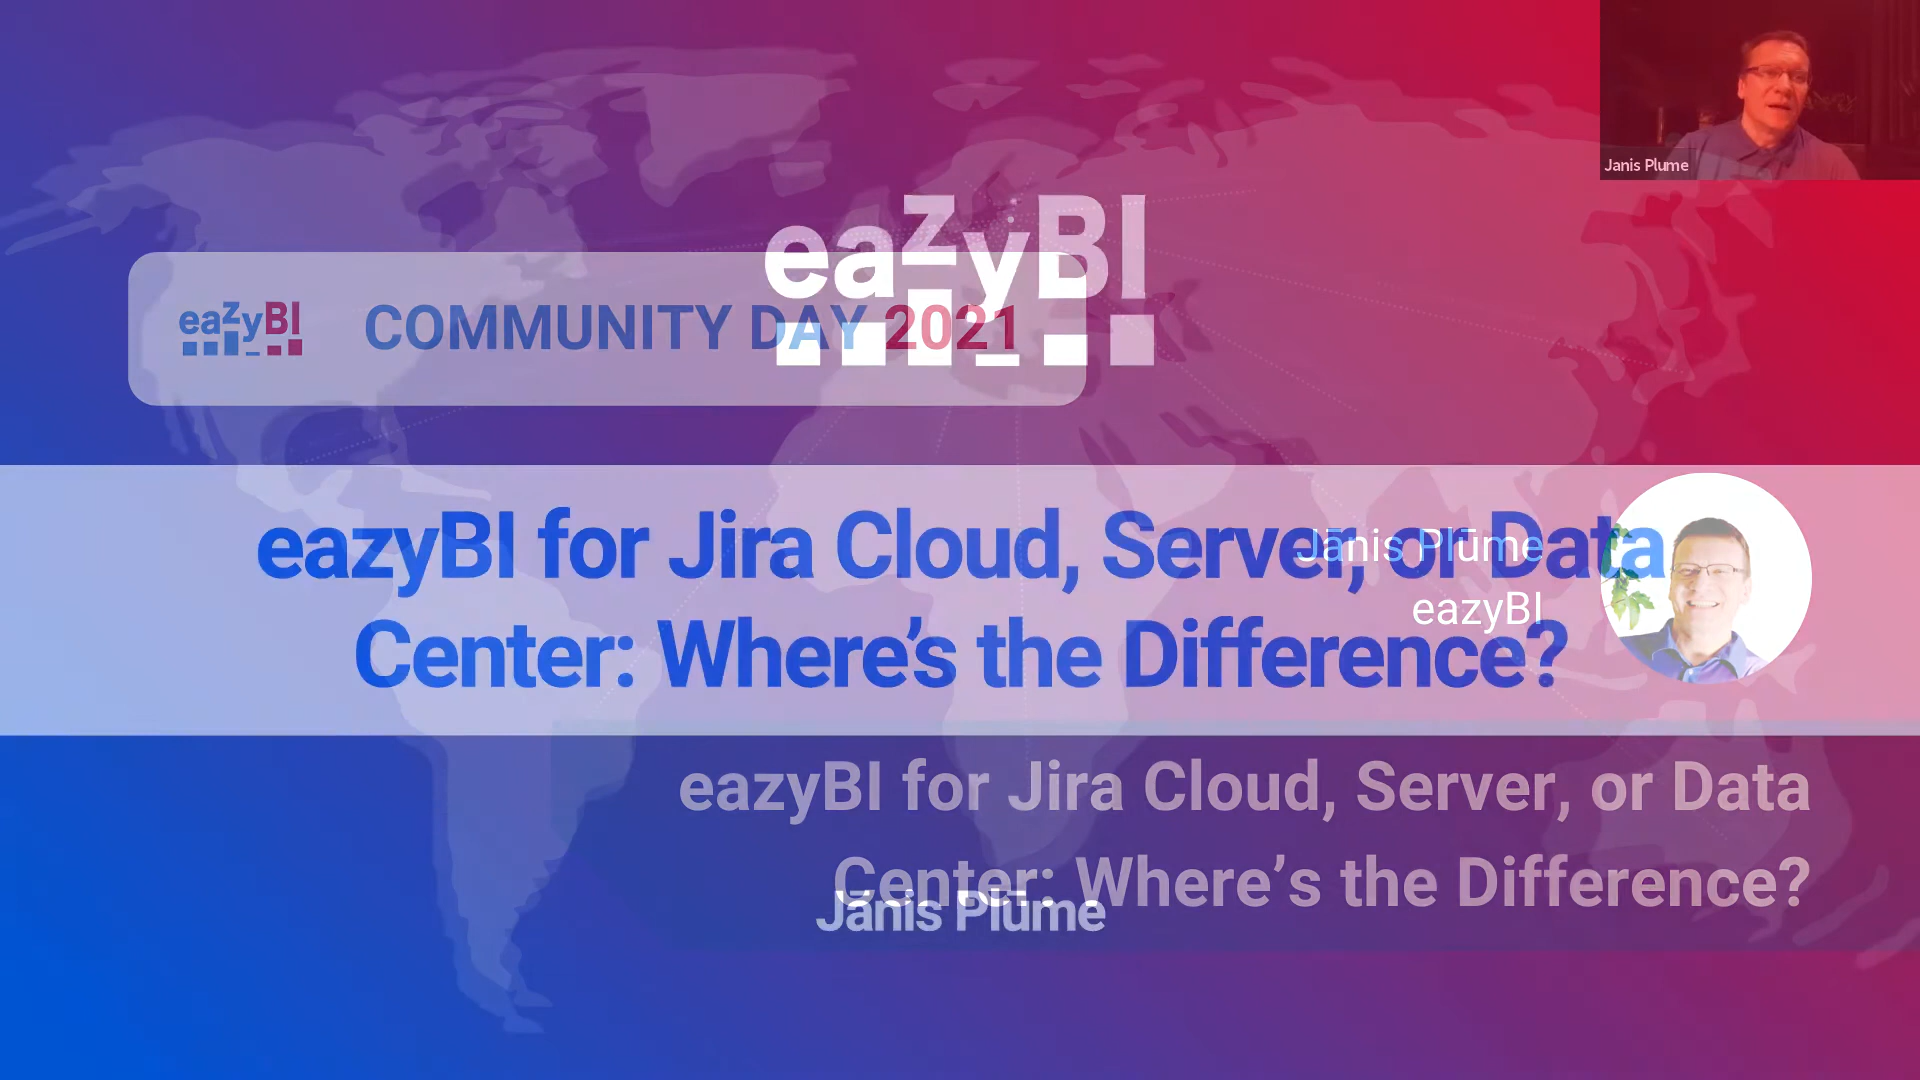 Janis Plume
eazyBI
eazyBI COMMUNITY DAY 2021
eazyBI for Jira Cloud, Server, or Data
Center: Where’s the Difference?
Jānis Plūme
eazyBI
eazyBI for Jira Cloud, Server, or Data
Center: Where’s the Difference?
Jānis Plūme